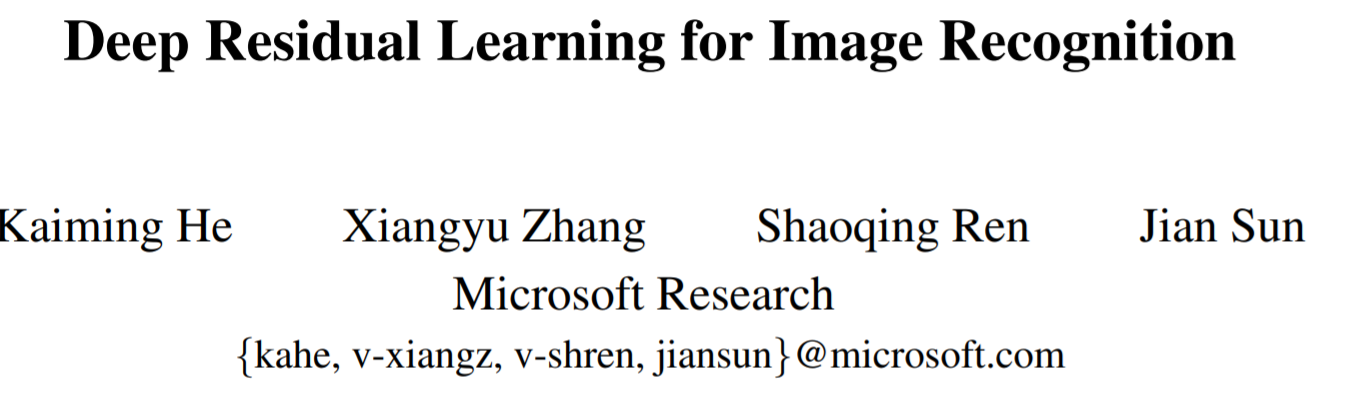 Deep Residual Learning for Image Recognition
Kaiming He Xiangyu Zhang Shaoqing Ren Jian Sun
Microsoft Research
{kahe, v-xiangz, v-shren, jiansun}@microsoft.com